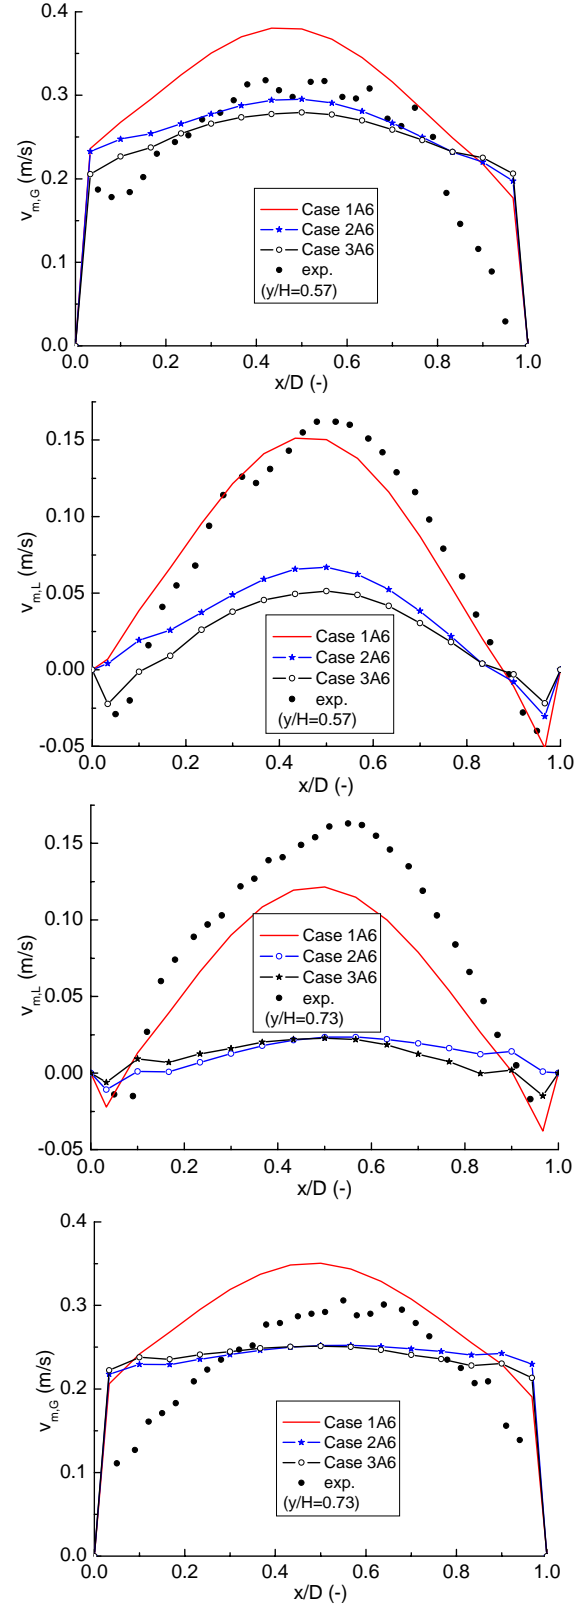 0.4
0.3
0.2
0.1
0.0
v_m,G (m/s)
Case 1A6
Case 2A6
Case 3A6
exp.
(y/H=0.57)
0.0 0.2 0.4 0.6 0.8 1.0
x/D (-)
0.15
0.10
0.05
0.00
-0.05
v_m,L (m/s)
Case 1A6
Case 2A6
Case 3A6
exp.
(y/H=0.57)
0.0 0.2 0.4 0.6 0.8 1.0
x/D (-)
0.15
0.10
0.05
0.00
-0.05
v_m,L (m/s)
Case 1A6
Case 2A6
Case 3A6
exp.
(y/H=0.73)
0.0 0.2 0.4 0.6 0.8 1.0
x/D (-)
0.4
0.3
0.2
0.1
0.0
v_m,G (m/s)
Case 1A6
Case 2A6
Case 3A6
exp.
(y/H=0.73)
0.0 0.2 0.4 0.6 0.8 1.0
x/D (-)